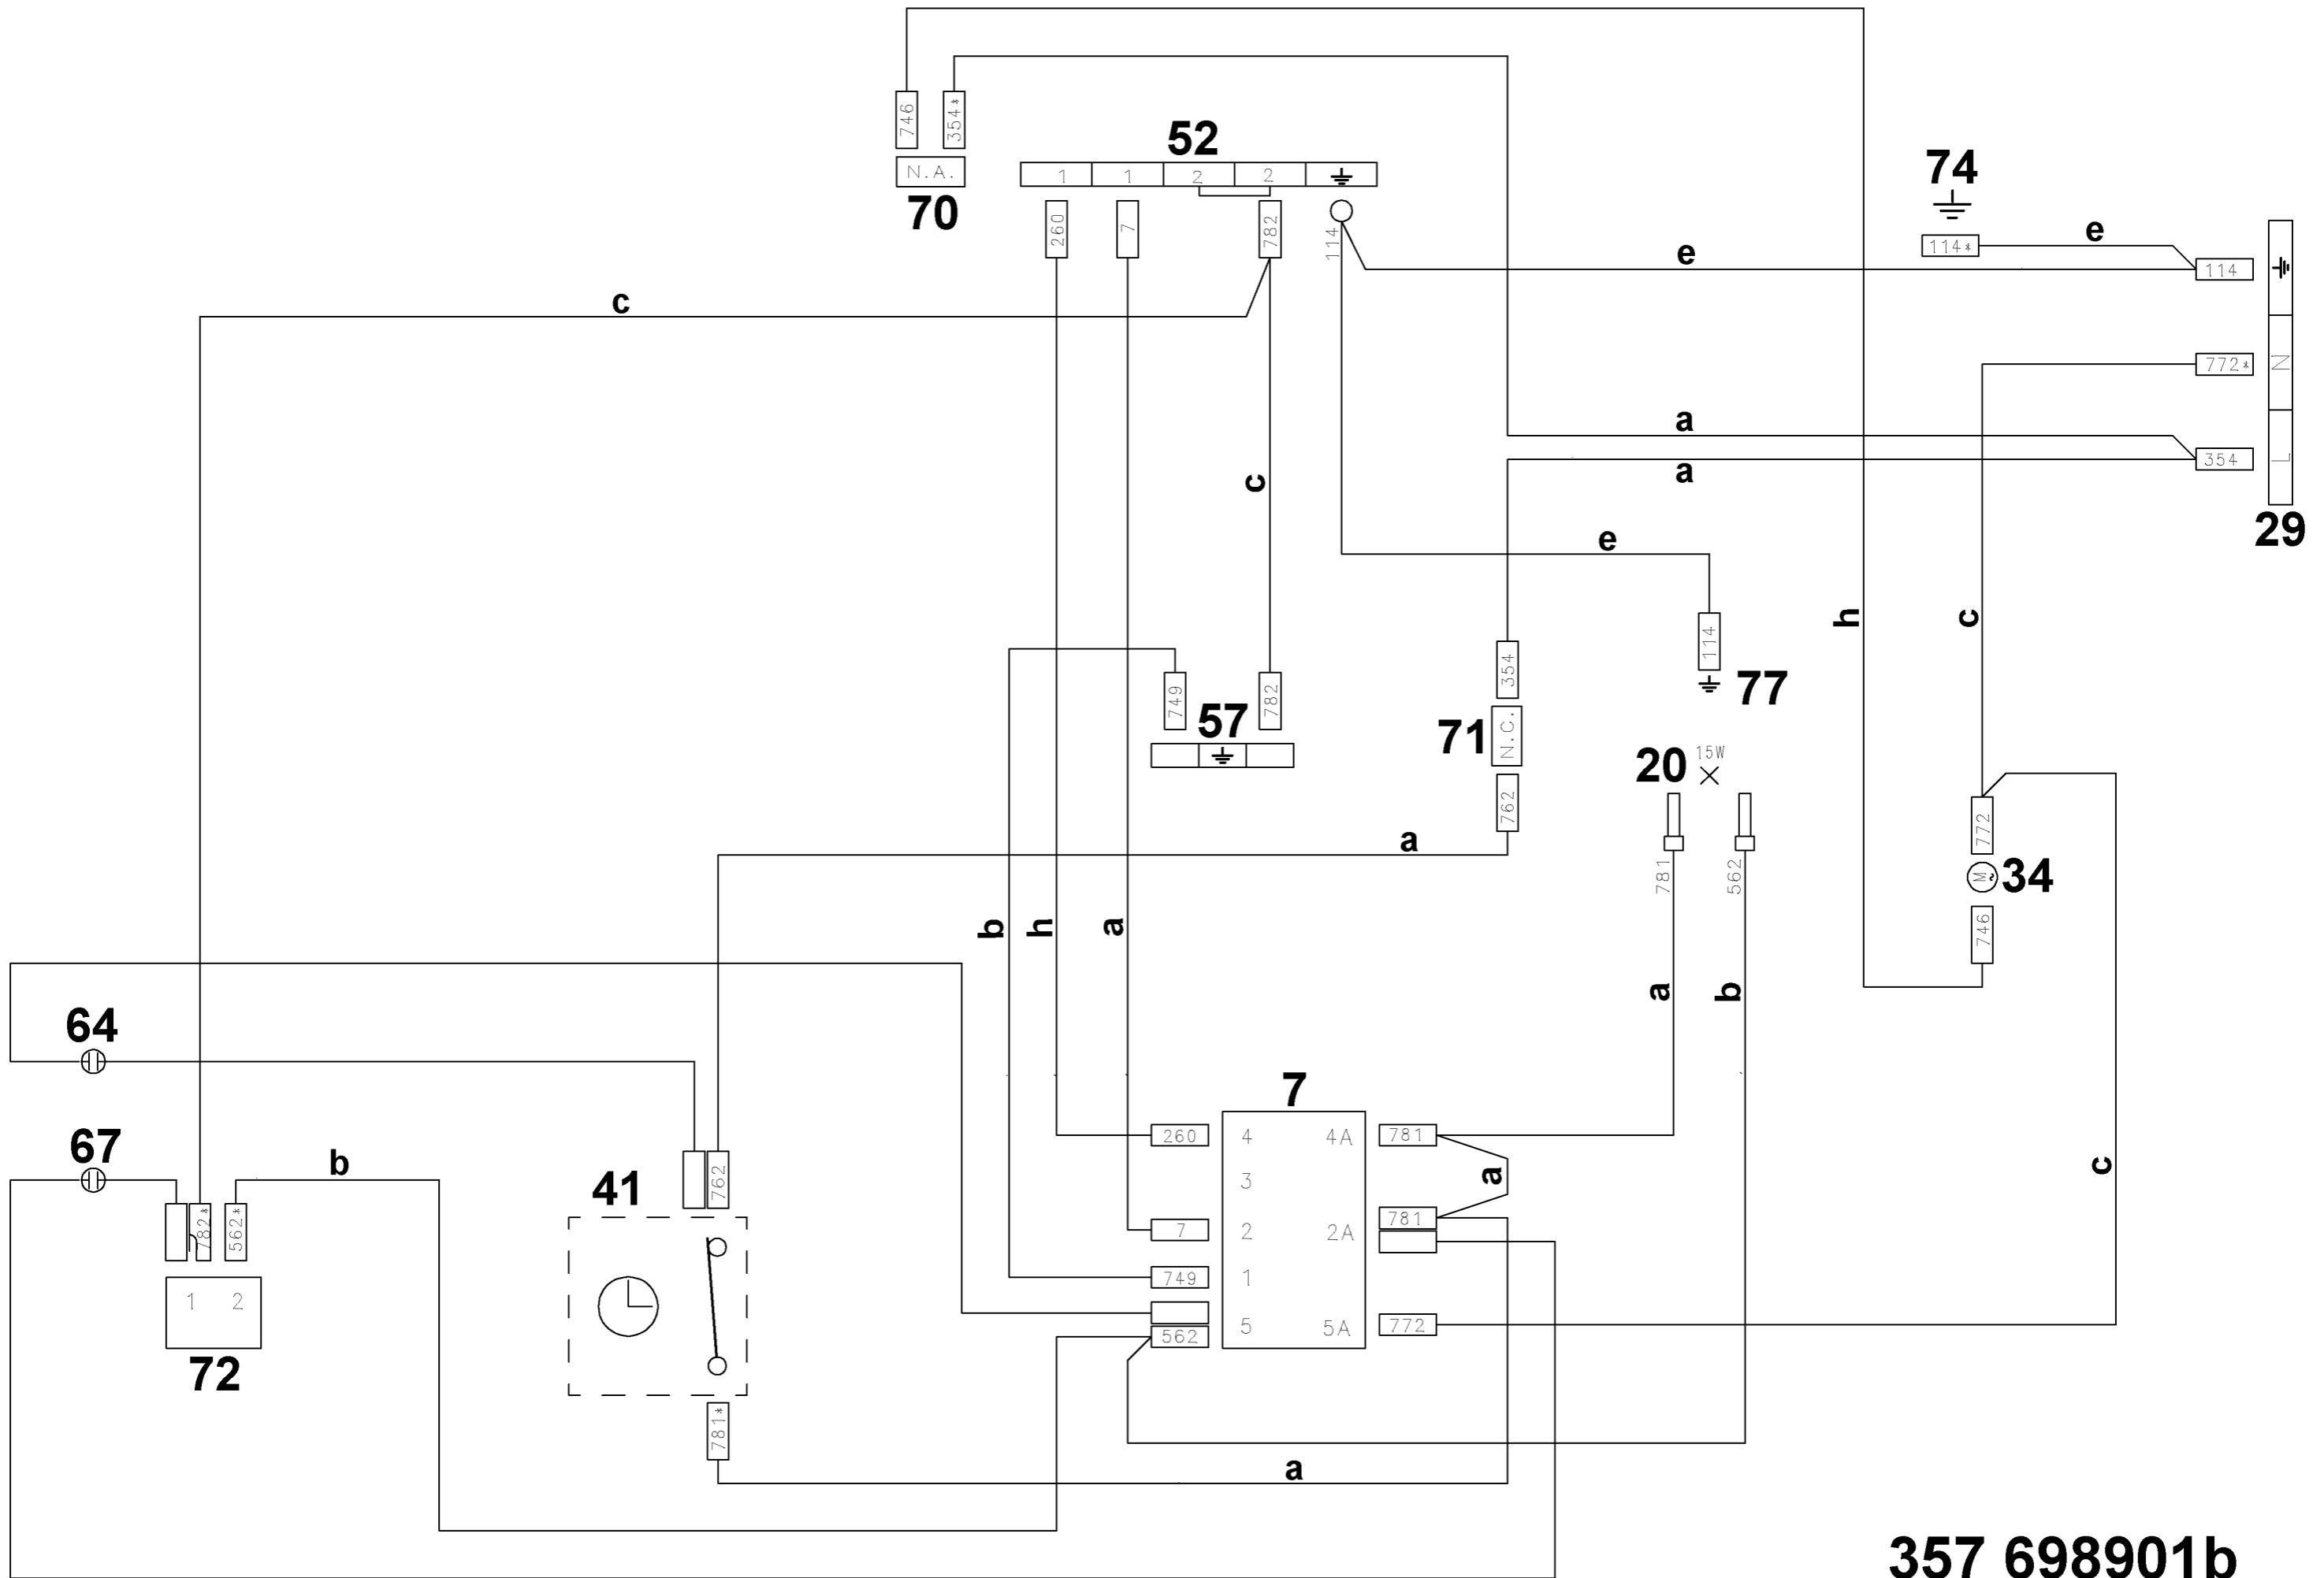 746
354*
N.A.
70
52
1 1 2 2
260
7
782
114
74
114*
e
e
114
c
772*
N
a
354
L
a
29
c
e
h
c
354
114
77
749
57
782
71
N.C.
20
15W
762
a
772
781
562
M
34
746
b
h
a
a
b
64
7
67
b
260
4
4A
781
41
762
3
a
c
782*
562*
7
2
2A
781
749
1
1 2
562
5
5A
772
72
781*
a
357 698901b